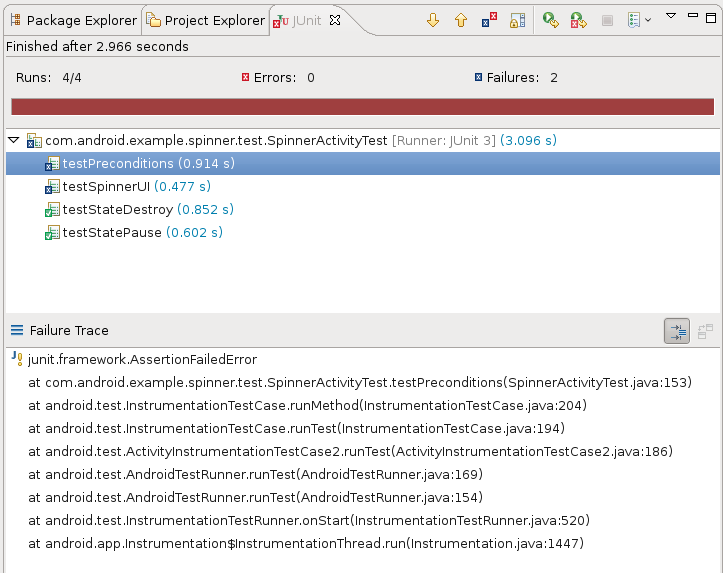 Package Explorer Project Explorer JUnit
Finished after 2.966 seconds
Runs: 4/4 Errors: 0 Failures: 2
com.android.example.spinner.test.SpinnerActivityTest [Runner: JUnit 3] (3.096 s)
testPreconditions (0.914 s)
testSpinnerUI (0.477 s)
testStateDestroy (0.852 s)
testStatePause (0.602 s)
Failure Trace
junit.framework.AssertionFailedError
at com.android.example.spinner.test.SpinnerActivityTest.testPreconditions(SpinnerActivityTest.java:153)
at android.test.InstrumentationTestCase.runMethod(InstrumentationTestCase.java:204)
at android.test.InstrumentationTestCase.runTest(InstrumentationTestCase.java:194)
at android.test.ActivityInstrumentationTestCase2.runTest(ActivityInstrumentationTestCase2.java:186)
at android.test.AndroidTestRunner.runTest(AndroidTestRunner.java:169)
at android.test.AndroidTestRunner.runTest(AndroidTestRunner.java:154)
at android.test.InstrumentationTestRunner.onStart(InstrumentationTestRunner.java:520)
at android.app.Instrumentation$InstrumentationThread.run(Instrumentation.java:1447)